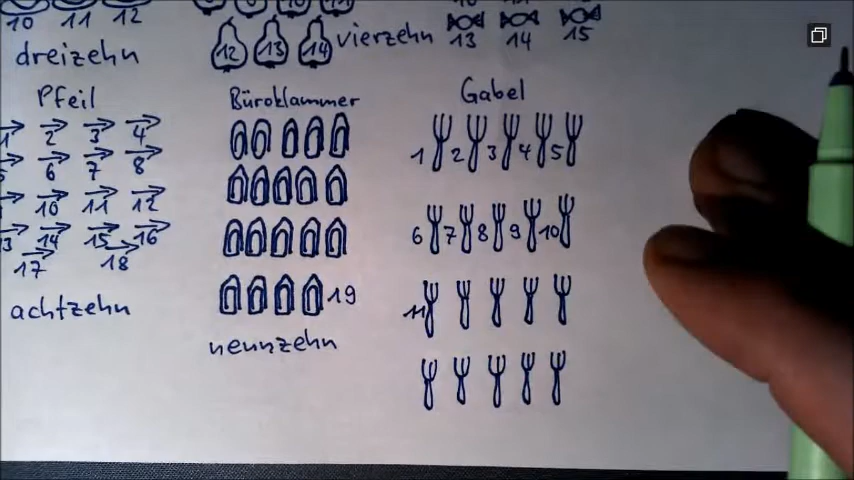 10 11 12
12 13 14
13 14 15
dreizehn
vierzehn
Pfeil
2 3 4
6 7 8
10 11 12
14 15 16
17 18
achtzehn
Büroklammer
19
neunzehn
Gabel
1 2 3 4 5
6 7 8 9 10
11